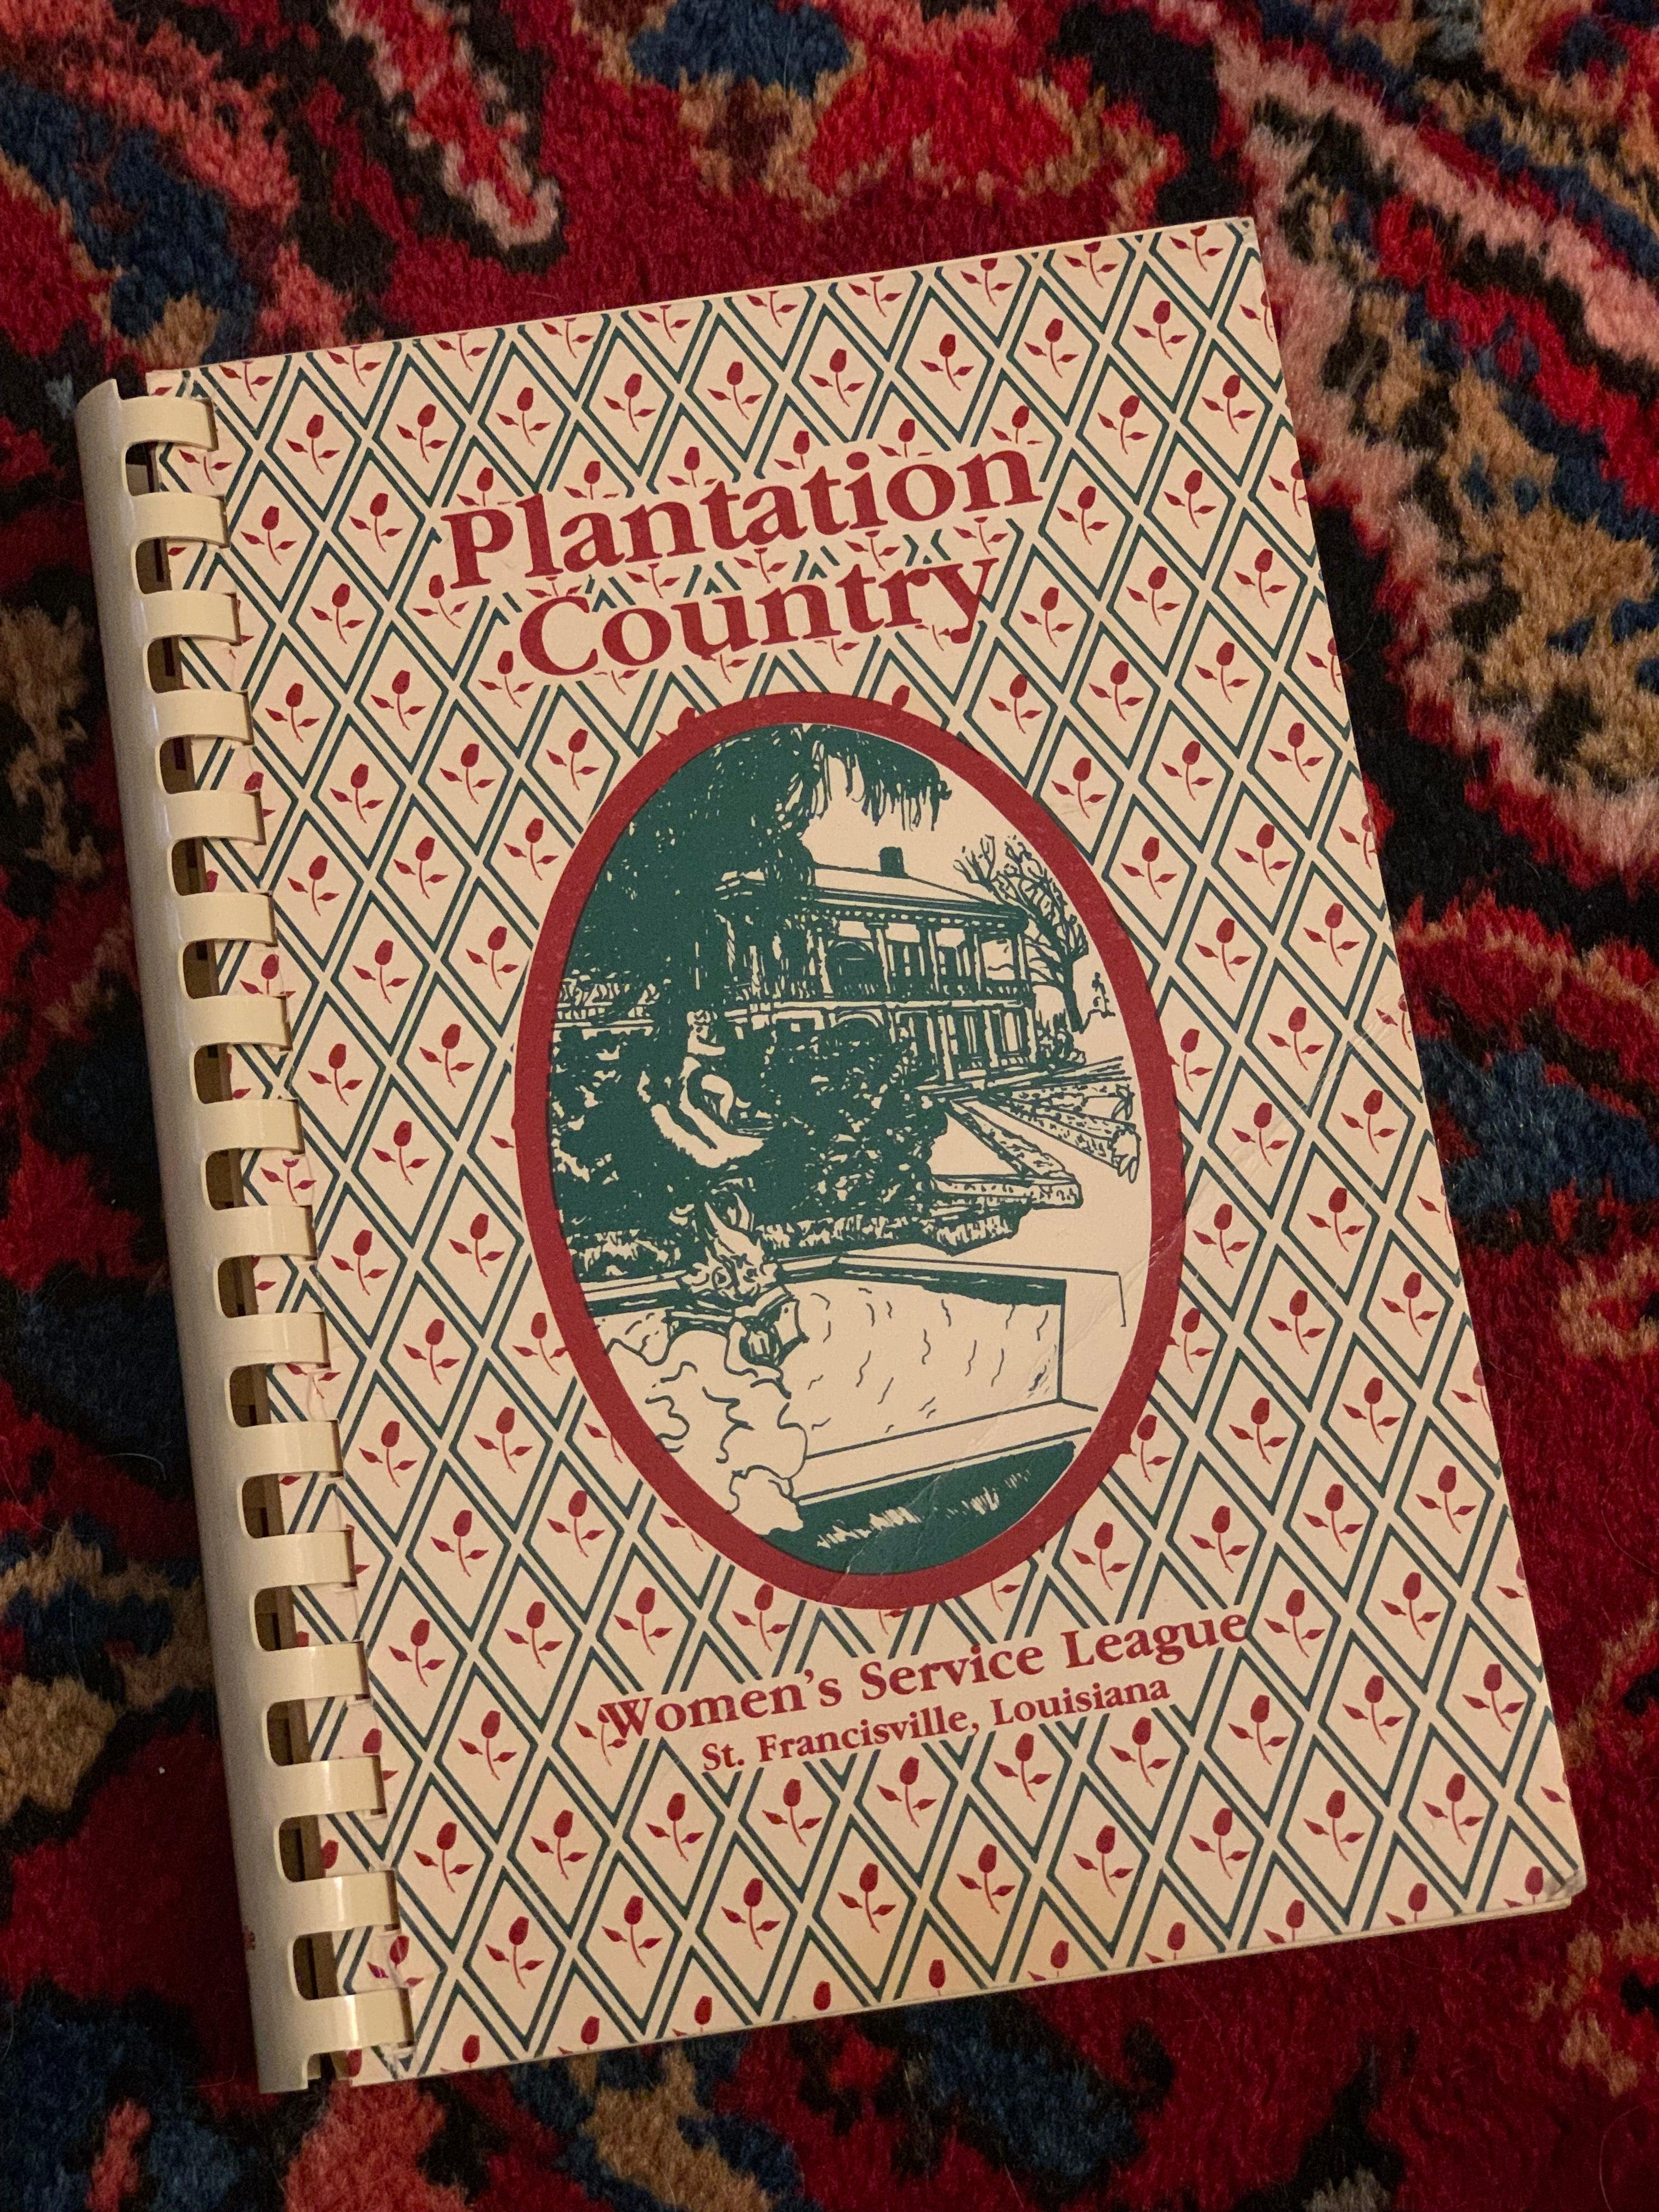 Plantation
Country
Women's Service League
St. Francisville, Louisiana